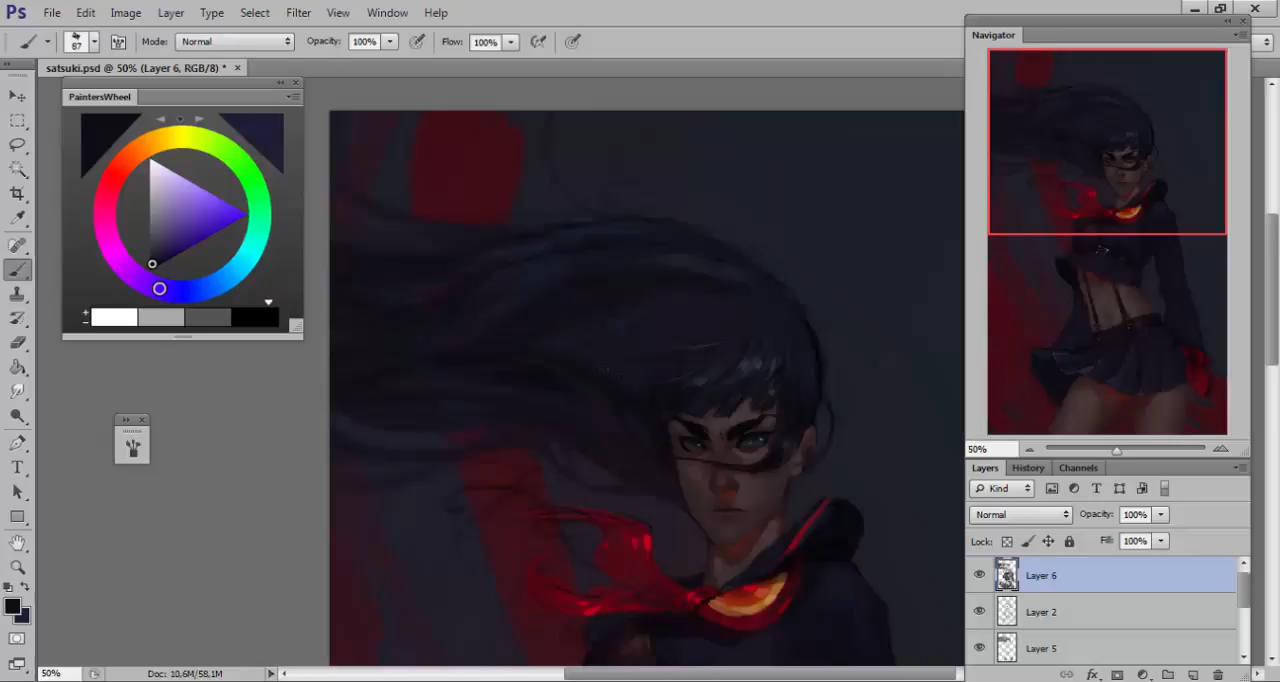 Ps File Edit Image Layer Type Select Filter View Window Help
87 Mode: Normal Opacity: 100% Flow: 100%
satsuki.psd @ 50% (Layer 6, RGB/8) * ×
PaintersWheel
Navigator
50%
Layers History Channels
Kind
Normal Opacity: 100%
Lock: Fill: 100%
Layer 6
Layer 2
Layer 5
50% Doc: 10,6M/58,1M